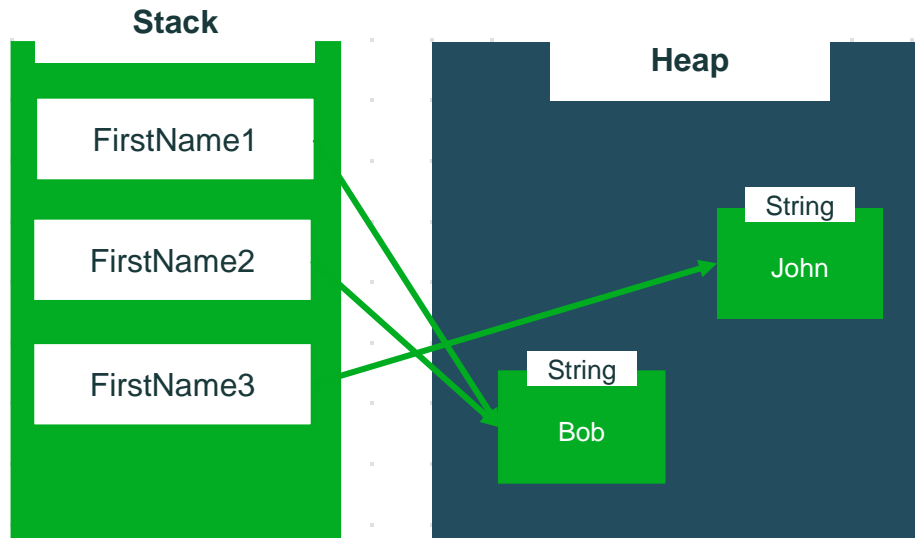 Stack
Heap
FirstName1
FirstName2
FirstName3
String
John
String
Bob